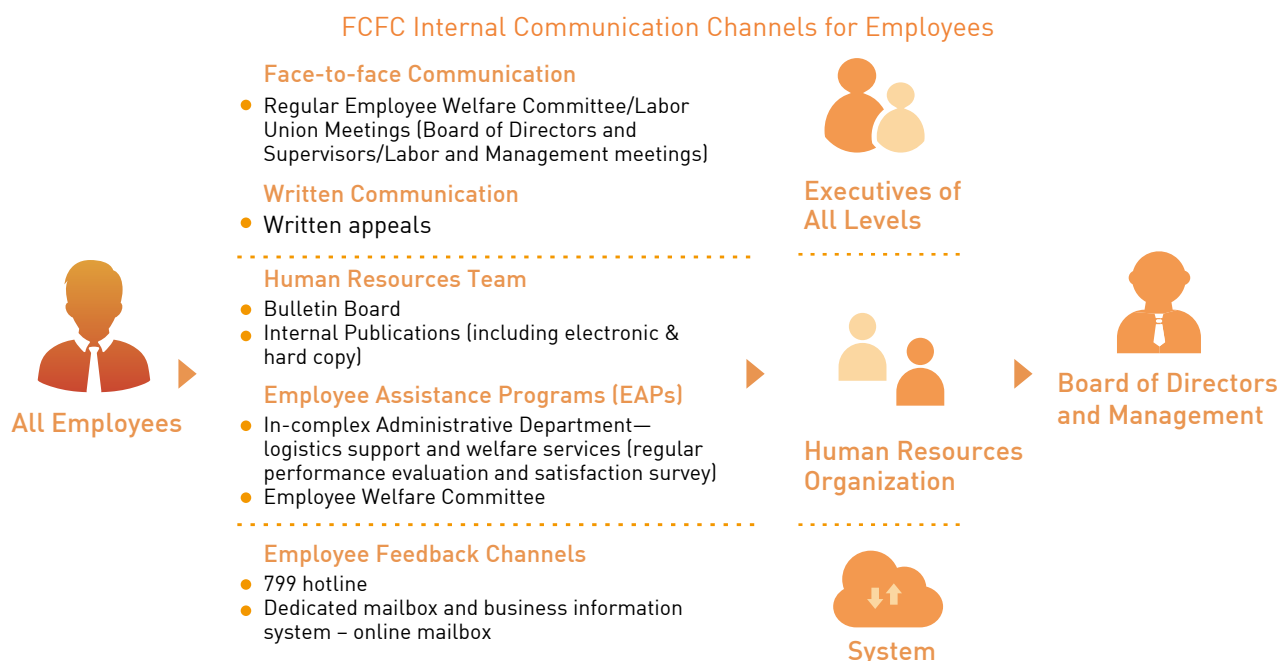 FCFC Internal Communication Channels for Employees
Face-to-face Communication
Regular Employee Welfare Committee/Labor
Union Meetings (Board of Directors and
Supervisors/Labor and Management meetings)
Written Communication
Written appeals
Executives of
All Levels
All Employees
Human Resources Team
Bulletin Board
Internal Publications (including electronic &
hard copy)
Employee Assistance Programs (EAPs)
In-complex Administrative Department—
logistics support and welfare services (regular
performance evaluation and satisfaction survey)
Employee Welfare Committee
Human Resources
Organization
Board of Directors
and Management
Employee Feedback Channels
799 hotline
Dedicated mailbox and business information
system – online mailbox
System